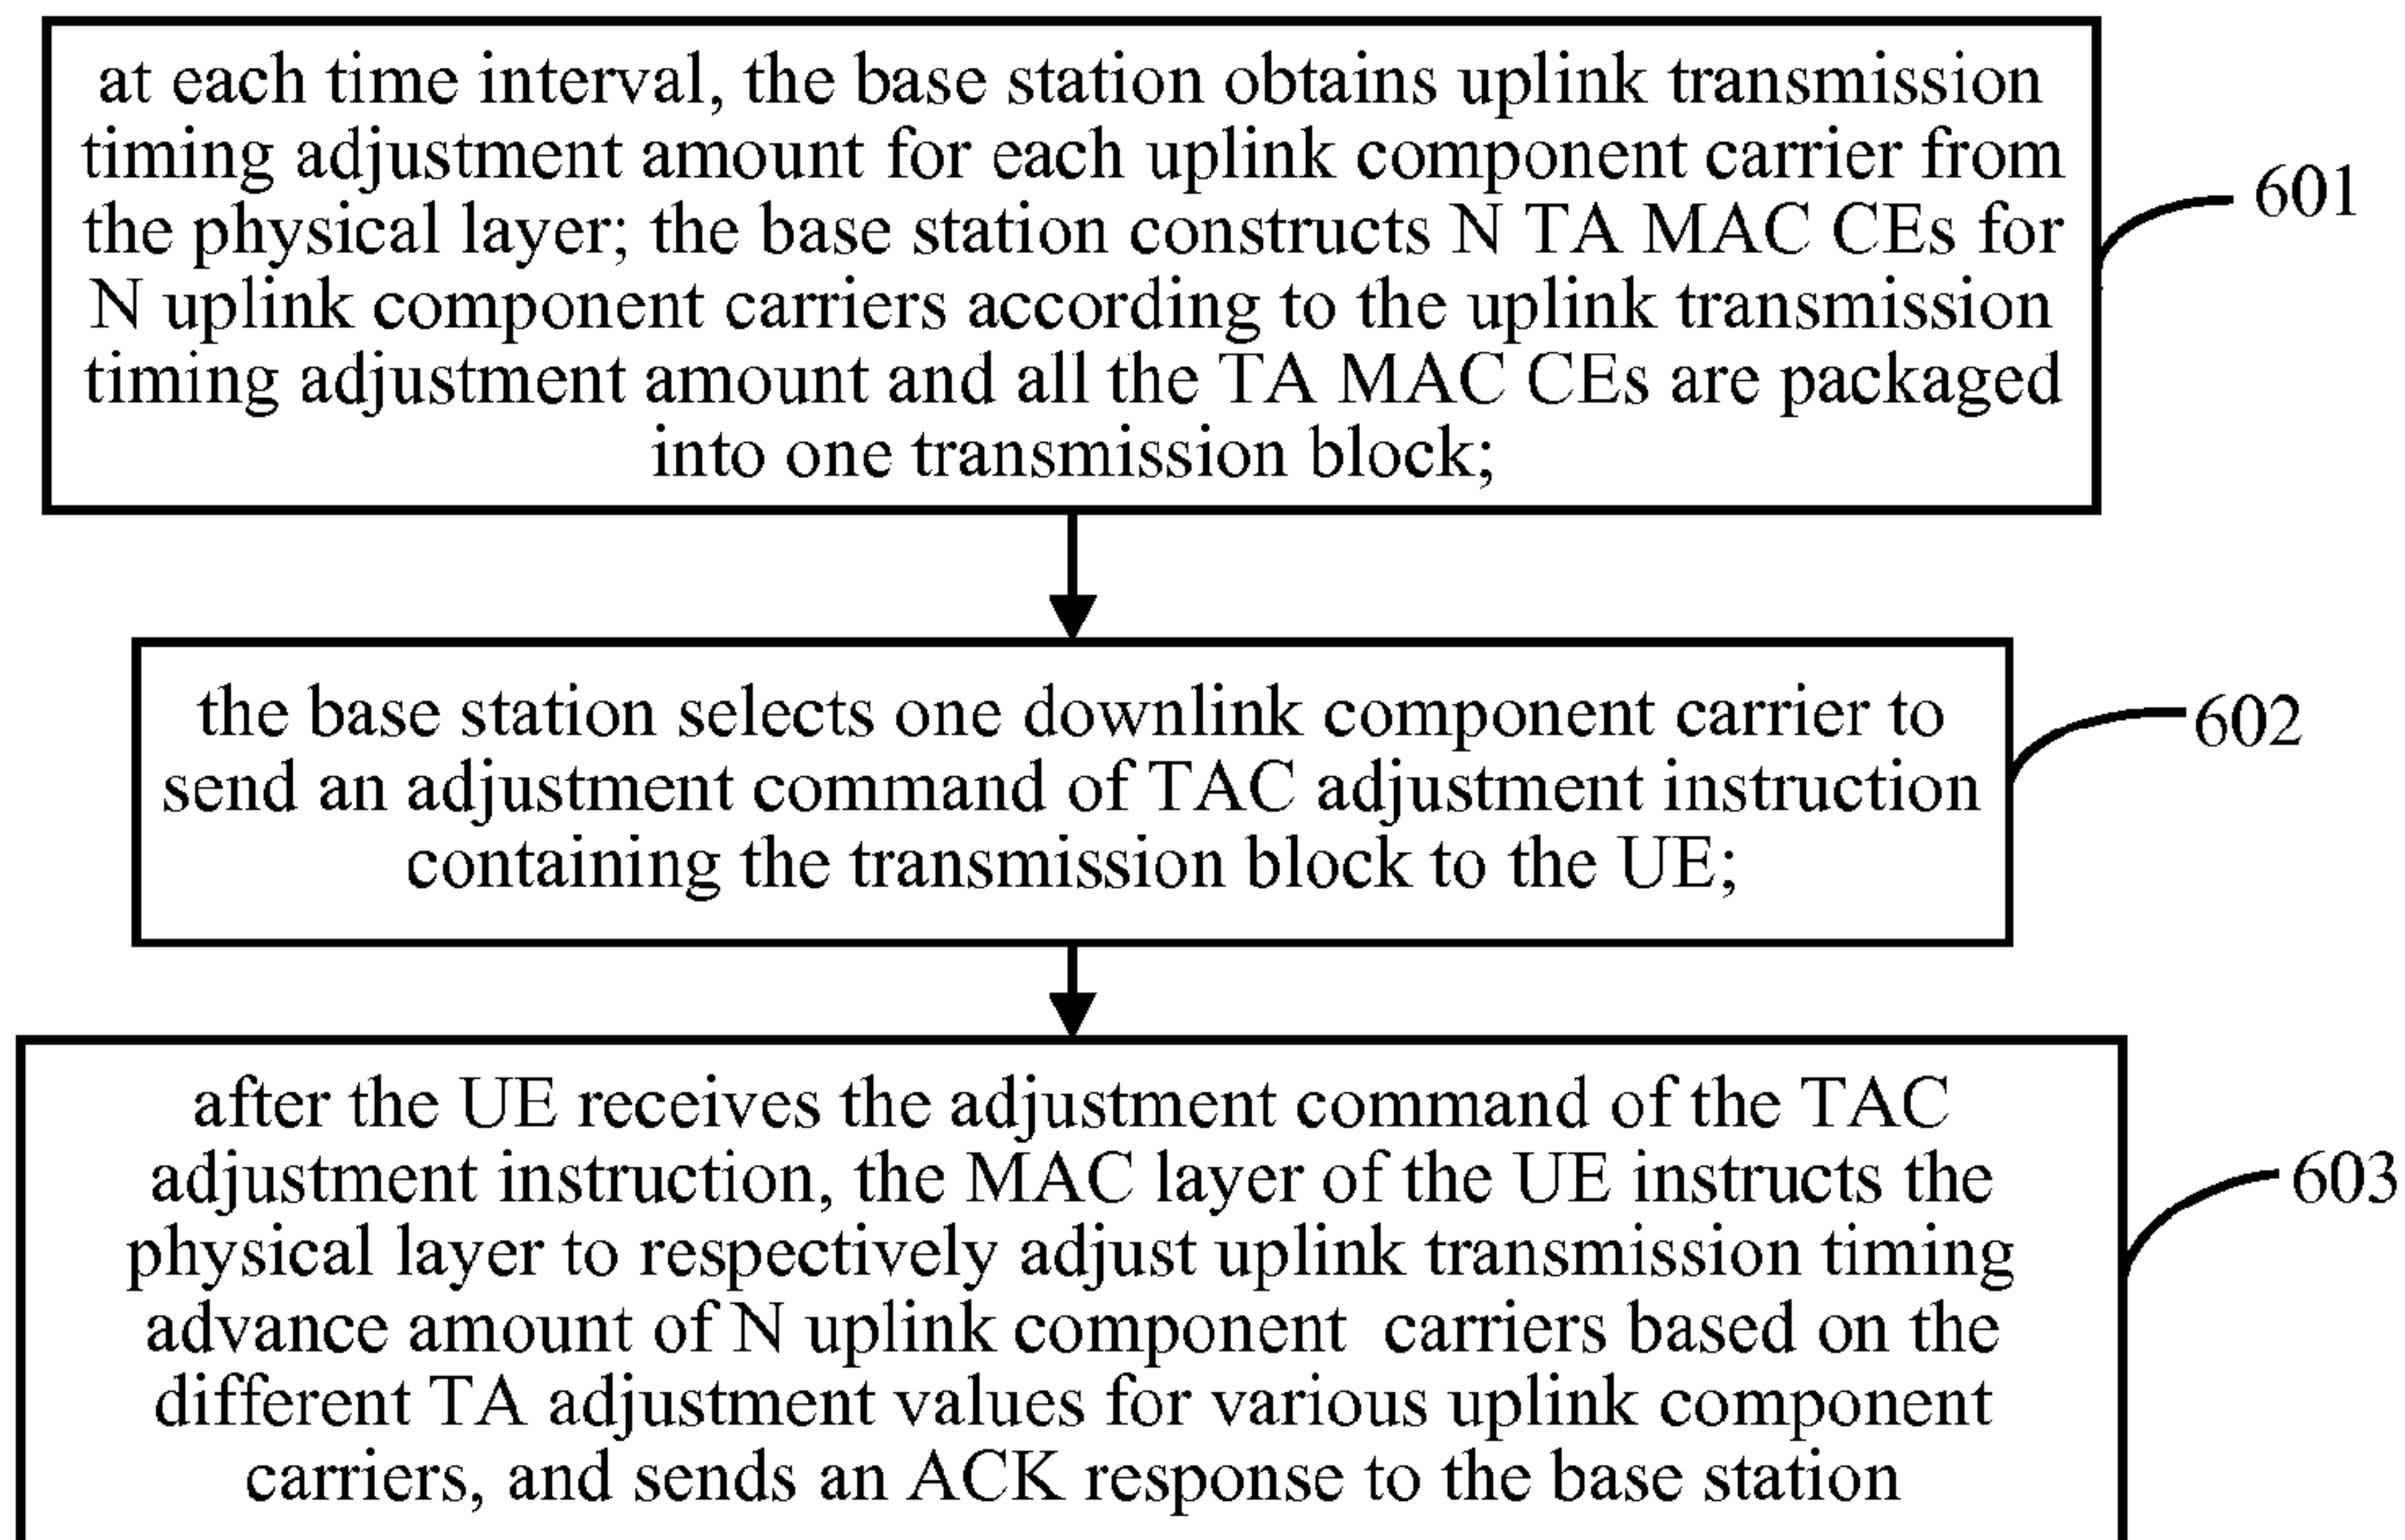 at each time interval, the base station obtains uplink transmission
timing adjustment amount for each uplink component carrier from
the physical layer; the base station constructs N TA MAC CEs for
N uplink component carriers according to the uplink transmission
timing adjustment amount and all the TA MAC CEs are packaged
into one transmission block;
601
the base station selects one downlink component carrier to
send an adjustment command of TAC adjustment instruction
containing the transmission block to the UE;
602
after the UE receives the adjustment command of the TAC
adjustment instruction, the MAC layer of the UE instructs the
physical layer to respectively adjust uplink transmission timing
advance amount of N uplink component carriers based on the
different TA adjustment values for various uplink component
carriers, and sends an ACK response to the base station
603